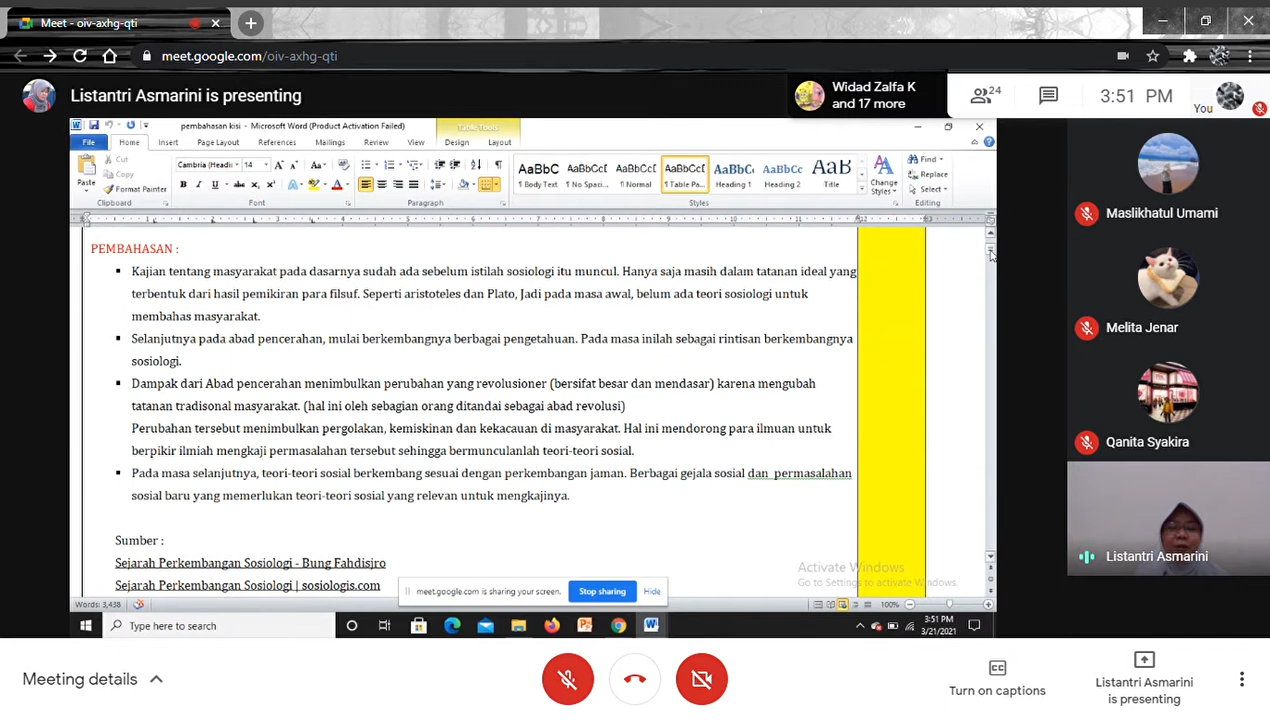 Meet - oiv-axhg-qti
meet.google.com/oiv-axhg-qti
Listantri Asmarini is presenting
Widad Zalfa K
and 17 more
24
3:51 PM
You
pembahasan kisi - Microsoft Word (Product Activation Failed)
Table Tools
File Home Insert Page Layout References Mailings Review View Design Layout
Cut
Copy
Format Painter
Paste
Clipboard
Cambria (Headi 14
Font
Paragraph
AaBbC AaBbCcI AaBbCcI AaBbCcI AaBbC AaBbCc AaB
¶ Body Text ¶ No Spaci... ¶ Normal ¶ Table Pa... Heading 1 Heading 2 Title
Change
Styles
Styles
Find
Replace
Select
Editing
PEMBAHASAN :
▪ Kajian tentang masyarakat pada dasarnya sudah ada sebelum istilah sosiologi itu muncul. Hanya saja masih dalam tatanan ideal yang
terbentuk dari hasil pemikiran para filsuf. Seperti aristoteles dan Plato, Jadi pada masa awal, belum ada teori sosiologi untuk
membahas masyarakat.
▪ Selanjutnya pada abad pencerahan, mulai berkembangnya berbagai pengetahuan. Pada masa inilah sebagai rintisan berkembangnya
sosiologi.
▪ Dampak dari Abad pencerahan menimbulkan perubahan yang revolusioner (bersifat besar dan mendasar) karena mengubah
tatanan tradisonal masyarakat. (hal ini oleh sebagian orang ditandai sebagai abad revolusi)
Perubahan tersebut menimbulkan pergolakan, kemiskinan dan kekacauan di masyarakat. Hal ini mendorong para ilmuan untuk
berpikir ilmiah mengkaji permasalahan tersebut sehingga bermunculanlah teori-teori sosial.
▪ Pada masa selanjutnya, teori-teori sosial berkembang sesuai dengan perkembangan jaman. Berbagai gejala sosial dan permasalahan
sosial baru yang memerlukan teori-teori sosial yang relevan untuk mengkajinya.
Sumber :
Sejarah Perkembangan Sosiologi - Bung Fahdisjro
Sejarah Perkembangan Sosiologi | sosiologis.com
Activate Windows
Go to Settings to activate Windows.
meet.google.com is sharing your screen.
Stop sharing
Hide
Words: 3,438
100%
Type here to search
3:51 PM
3/21/2021
Maslikhatul Umami
Melita Jenar
Qanita Syakira
Listantri Asmarini
Meeting details
Turn on captions
Listantri Asmarini
is presenting